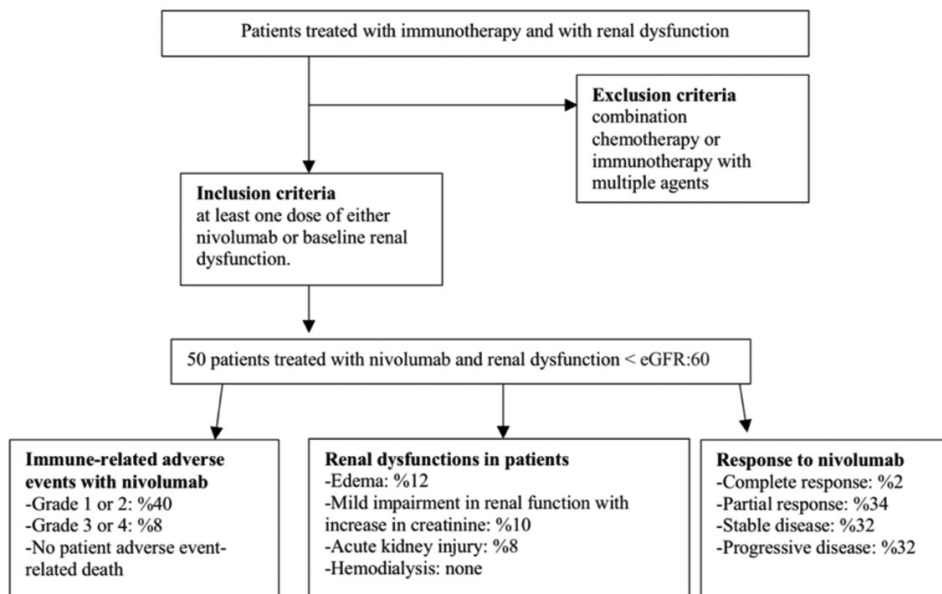 Patients treated with immunotherapy and with renal dysfunction
Exclusion criteria
combination
chemotherapy or
immunotherapy with
multiple agents
Inclusion criteria
at least one dose of either
nivolumab or baseline renal
dysfunction.
50 patients treated with nivolumab and renal dysfunction < eGFR:60
Immune-related adverse
events with nivolumab
-Grade 1 or 2: %40
-Grade 3 or 4: %8
-No patient adverse event-
related death
Renal dysfunctions in patients
-Edema: %12
-Mild impairment in renal function with
increase in creatinine: %10
-Acute kidney injury: %8
-Hemodialysis: none
Response to nivolumab
-Complete response: %2
-Partial response: %34
-Stable disease: %32
-Progressive disease: %32